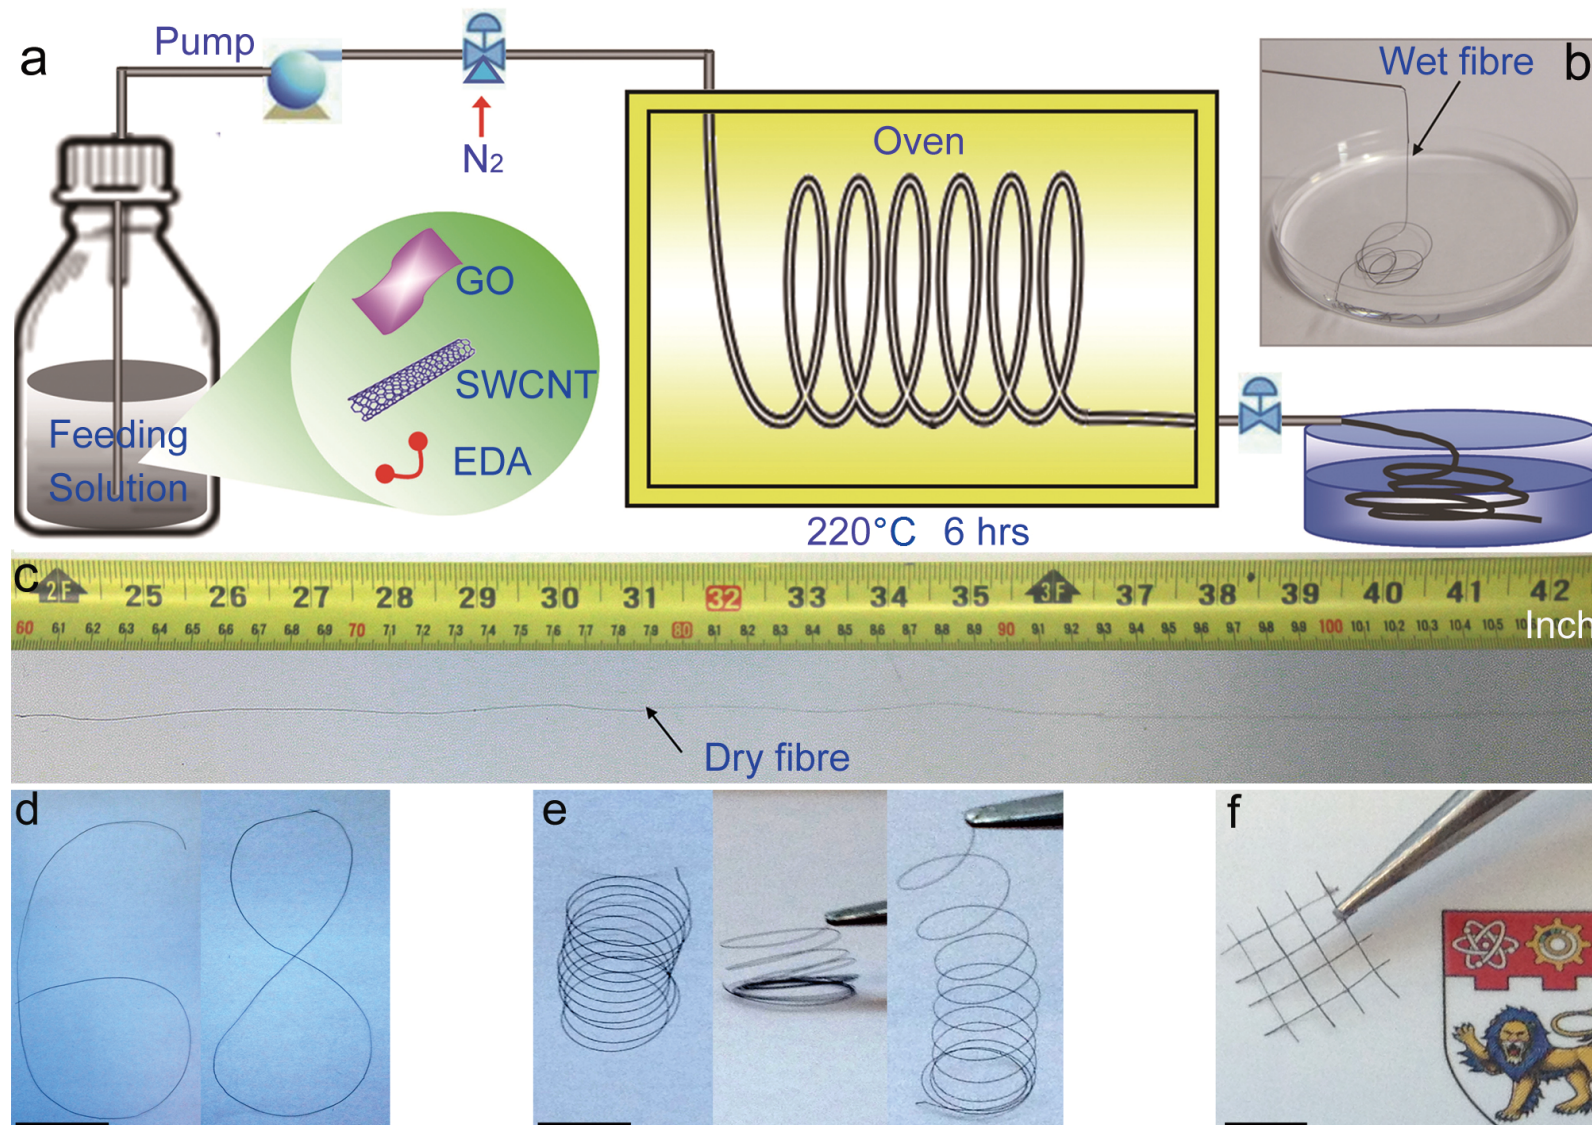 a
Pump
N2
b
Wet fibre
Oven
GO
SWCNT
EDA
Feeding
Solution
220°C 6 hrs
c
2F 25 26 27 28 29 30 31 32 33 34 35 3F 37 38 39 40 41 42
60 61 62 63 64 65 66 67 68 69 70 71 72 73 74 75 76 77 78 79 80 81 82 83 84 85 86 87 88 89 90 91 92 93 94 95 96 97 98 99 100 101 102 103 104 105
Inch
Dry fibre
d
e
f